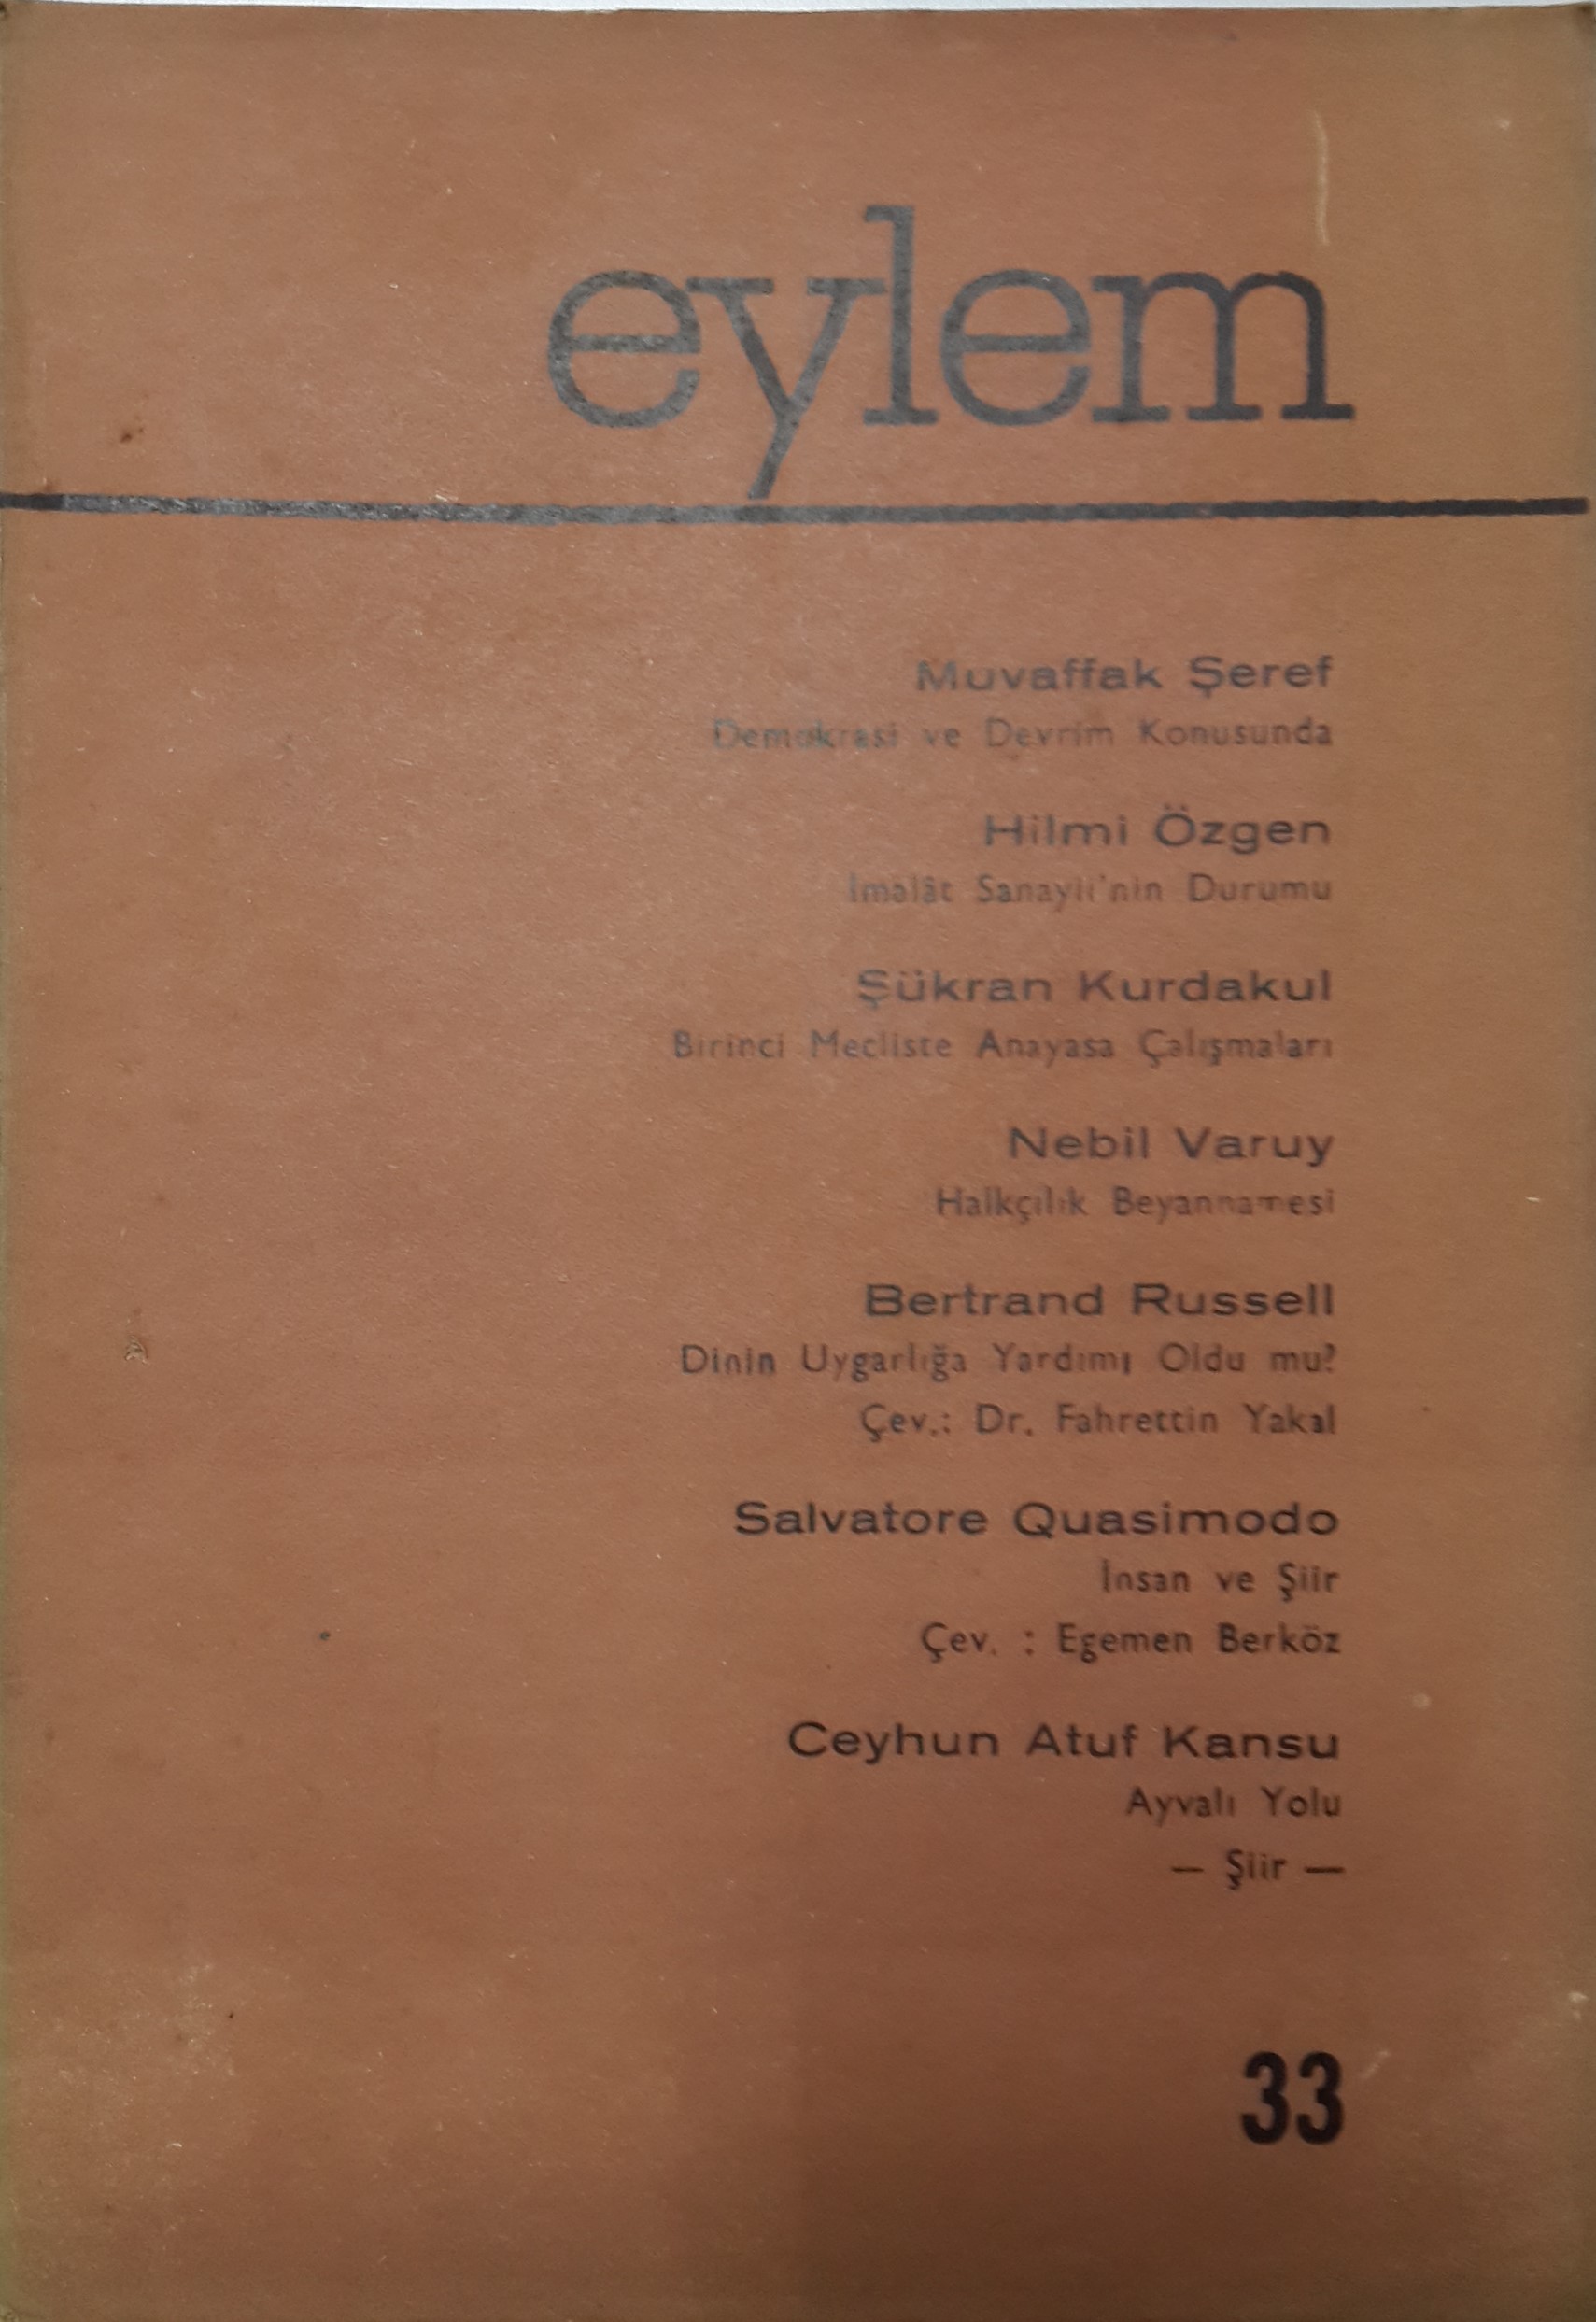 eylem
Muvaffak Şeref
Demokrasi ve Devrim Konusunda
Hilmi Özgen
İmalât Sanayii'nin Durumu
Şükran Kurdakul
Birinci Mecliste Anayasa Çalışmaları
Nebil Varuy
Halkçılık Beyannamesi
Bertrand Russell
Dinin Uygarlığa Yardımı Oldu mu?
Çev.: Dr. Fahrettin Yakal
Salvatore Quasimodo
İnsan ve Şiir
Çev. : Egemen Berköz
Ceyhun Atuf Kansu
Ayvalı Yolu
— Şiir —
33